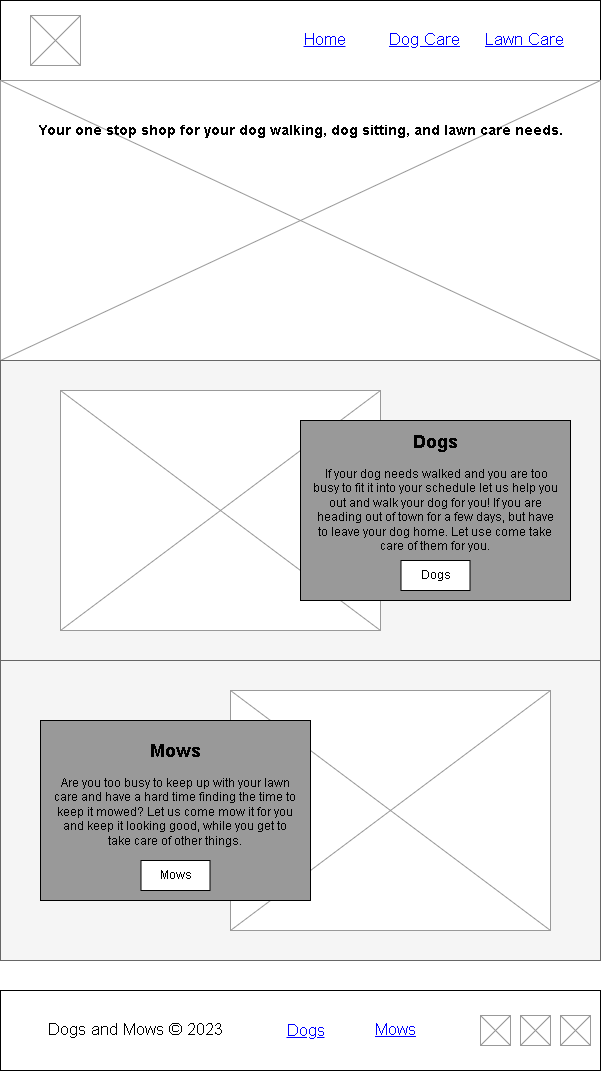 Home Dog Care Lawn Care
Your one stop shop for your dog walking, dog sitting, and lawn care needs.
Dogs
If your dog needs walked and you are too
busy to fit it into your schedule let us help you
out and walk your dog for you! If you are
heading out of town for a few days, but have
to leave your dog home. Let use come take
care of them for you.
Dogs
Mows
Are you too busy to keep up with your lawn
care and have a hard time finding the time to
keep it mowed? Let us come mow it for you
and keep it looking good, while you get to
take care of other things.
Mows
Dogs and Mows © 2023 Dogs Mows